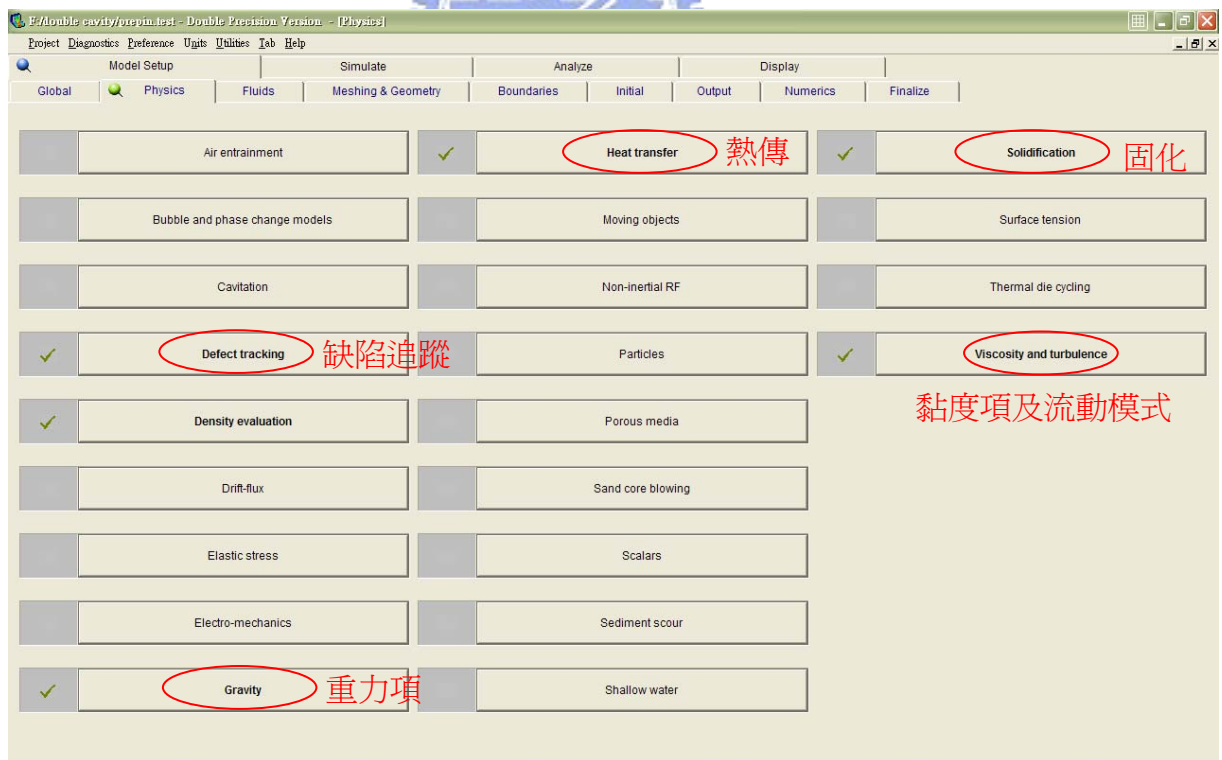 F:/double cavity/prepin.test - Double Precision Version - [Physics]
Project Diagnostics Preference Units Utilities Tab Help
Model Setup Simulate Analyze Display
Global Physics Fluids Meshing & Geometry Boundaries Initial Output Numerics Finalize
Air entrainment Heat transfer 熱傳 Solidification 固化
Bubble and phase change models Moving objects Surface tension
Cavitation Non-inertial RF Thermal die cycling
Defect tracking 缺陷追蹤 Particles Viscosity and turbulence
黏度項及流動模式
Density evaluation Porous media
Drift-flux Sand core blowing
Elastic stress Scalars
Electro-mechanics Sediment scour
Gravity 重力項 Shallow water